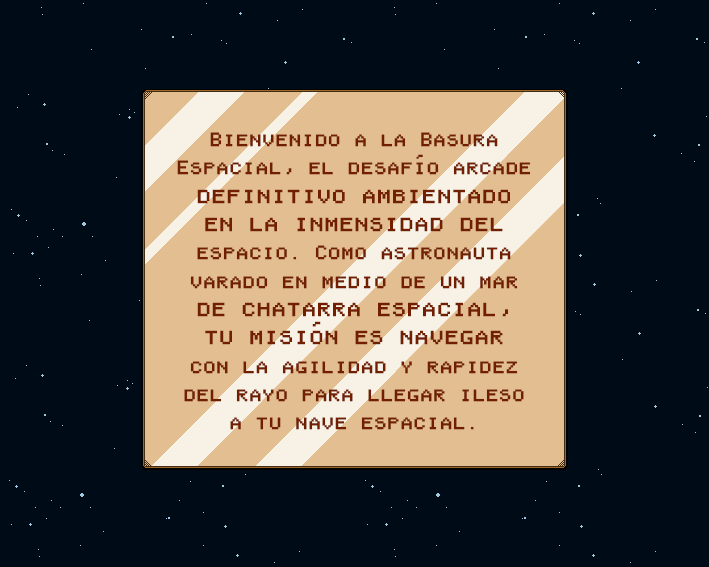 Bienvenido a la Basura
Espacial, el desafío arcade
definitivo ambientado
en la inmensidad del
espacio. Como astronauta
varado en medio de un mar
de chatarra espacial,
tu misión es navegar
con la agilidad y rapidez
del rayo para llegar ileso
a tu nave espacial.